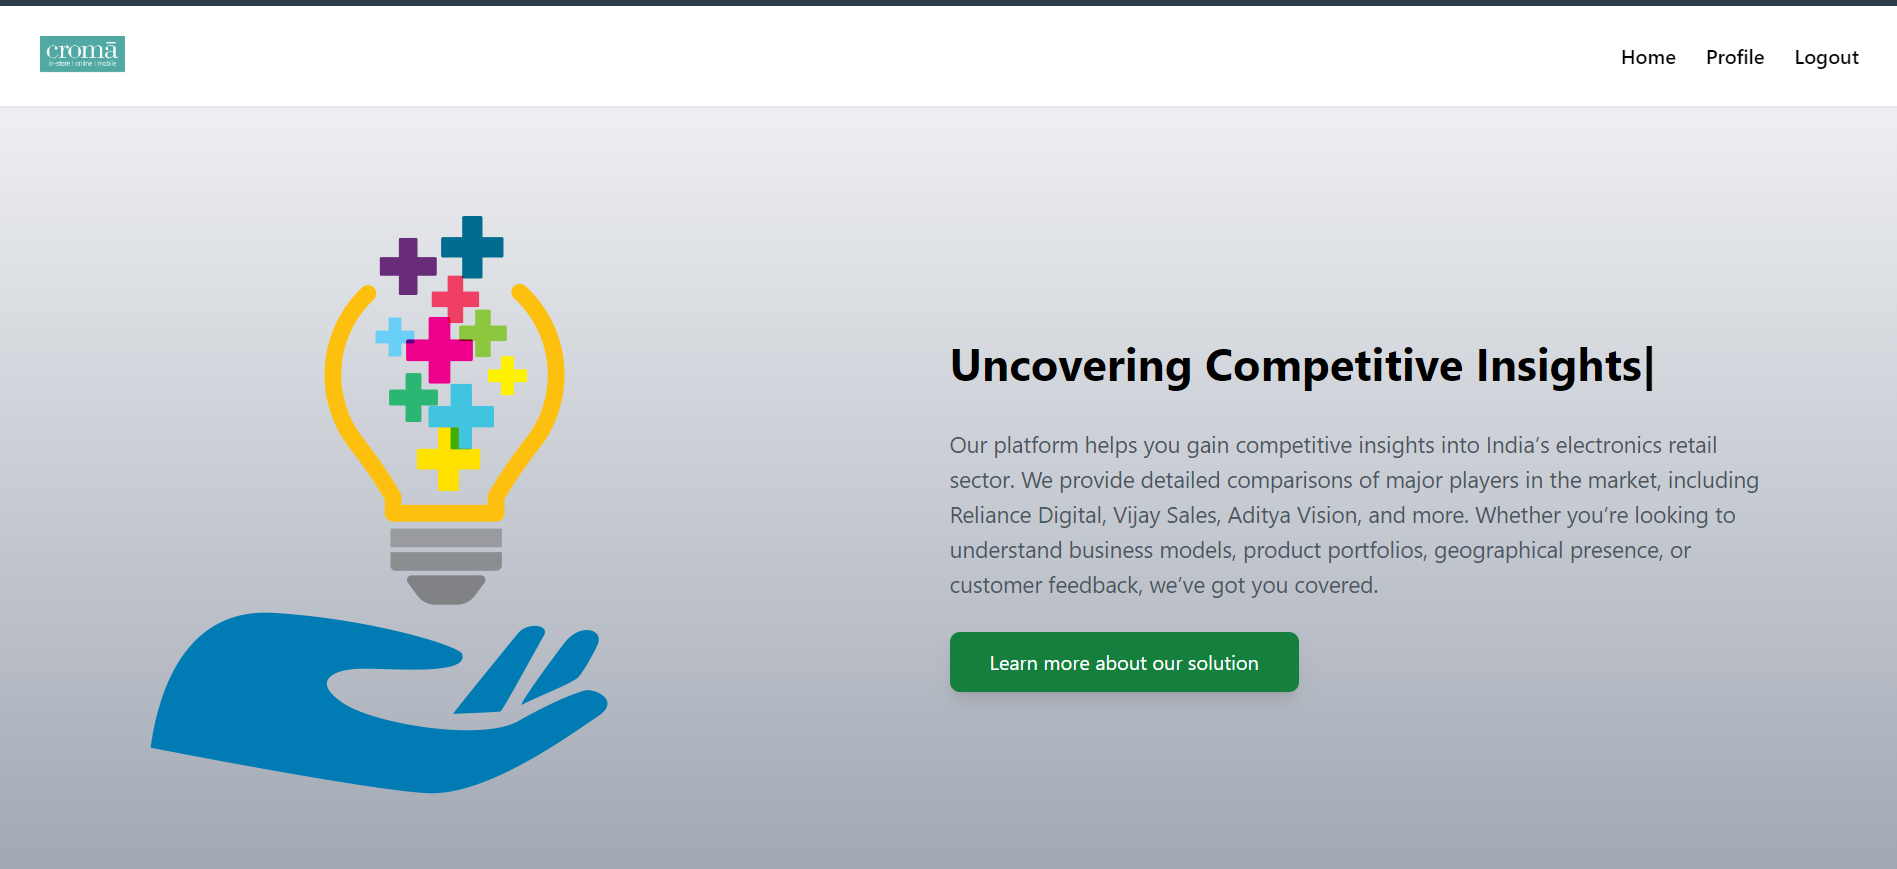 cromā
in-store | online | mobile
Home Profile Logout
Uncovering Competitive Insights|
Our platform helps you gain competitive insights into India’s electronics retail
sector. We provide detailed comparisons of major players in the market, including
Reliance Digital, Vijay Sales, Aditya Vision, and more. Whether you’re looking to
understand business models, product portfolios, geographical presence, or
customer feedback, we’ve got you covered.
Learn more about our solution